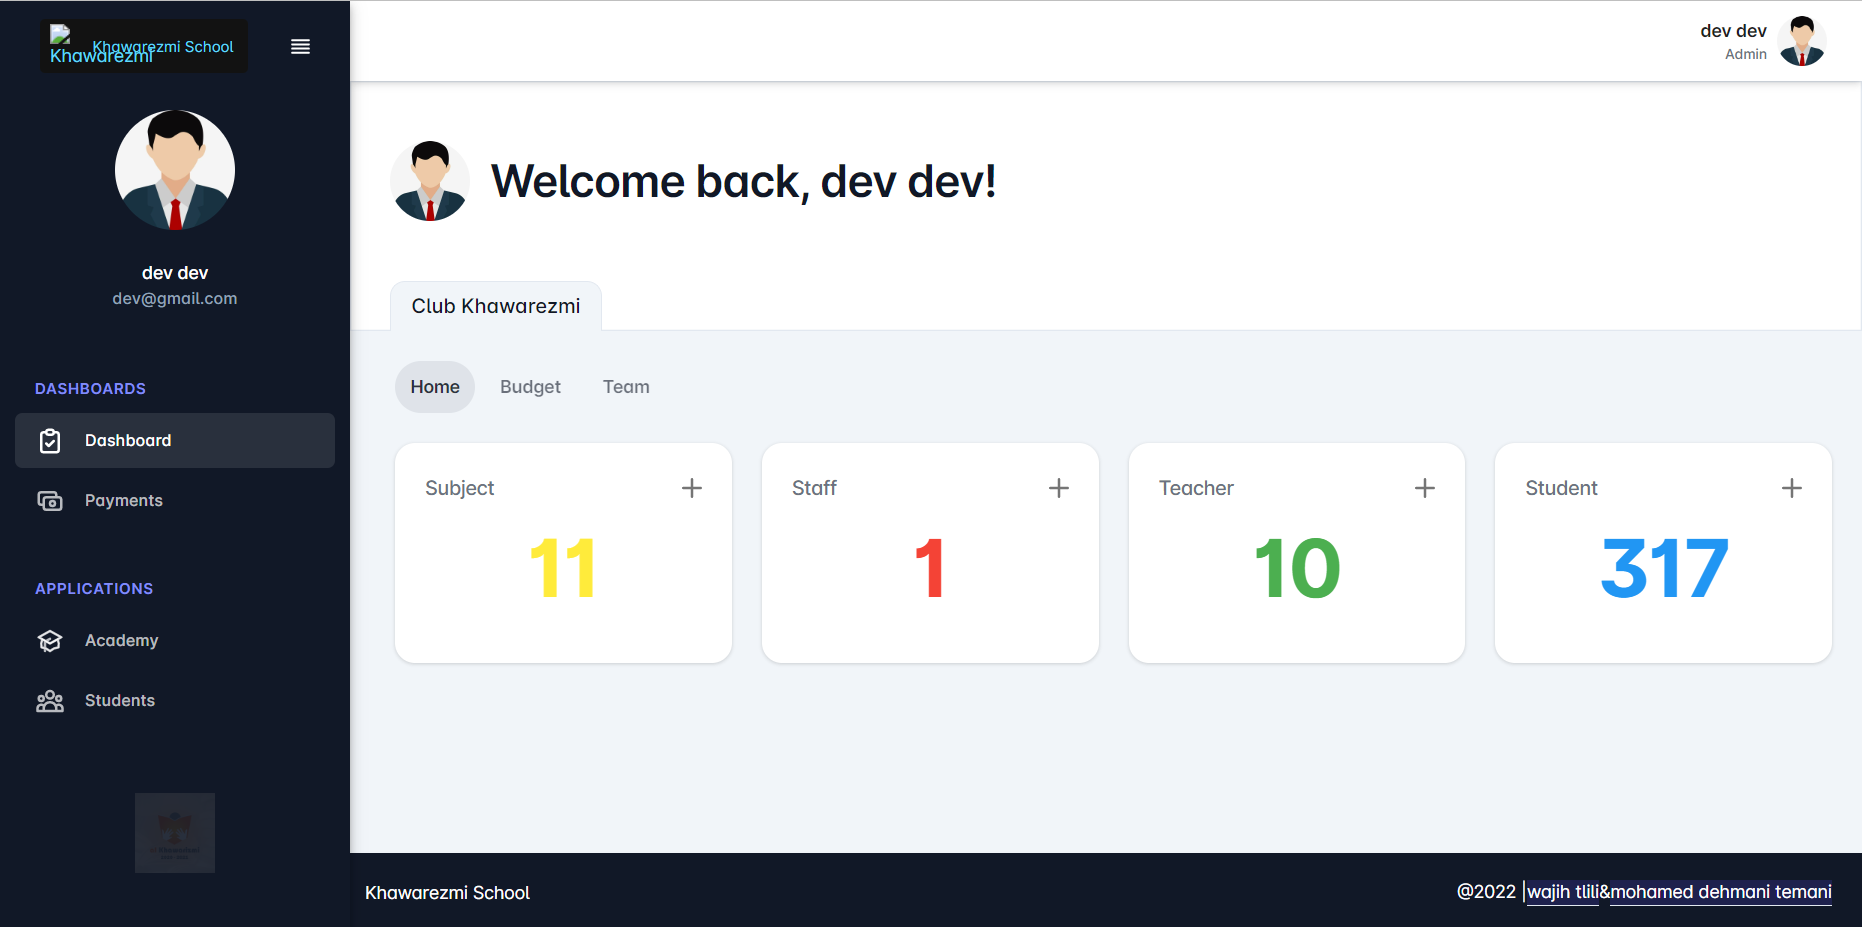 Khawarezmi
Khawarezmi School
dev dev
dev@gmail.com
DASHBOARDS
Dashboard
Payments
APPLICATIONS
Academy
Students
dev dev
Admin
Welcome back, dev dev!
Club Khawarezmi
Home Budget Team
Subject
11
Staff
1
Teacher
10
Student
317
Khawarezmi School
@2022 |wajih tlili&mohamed dehmani temani